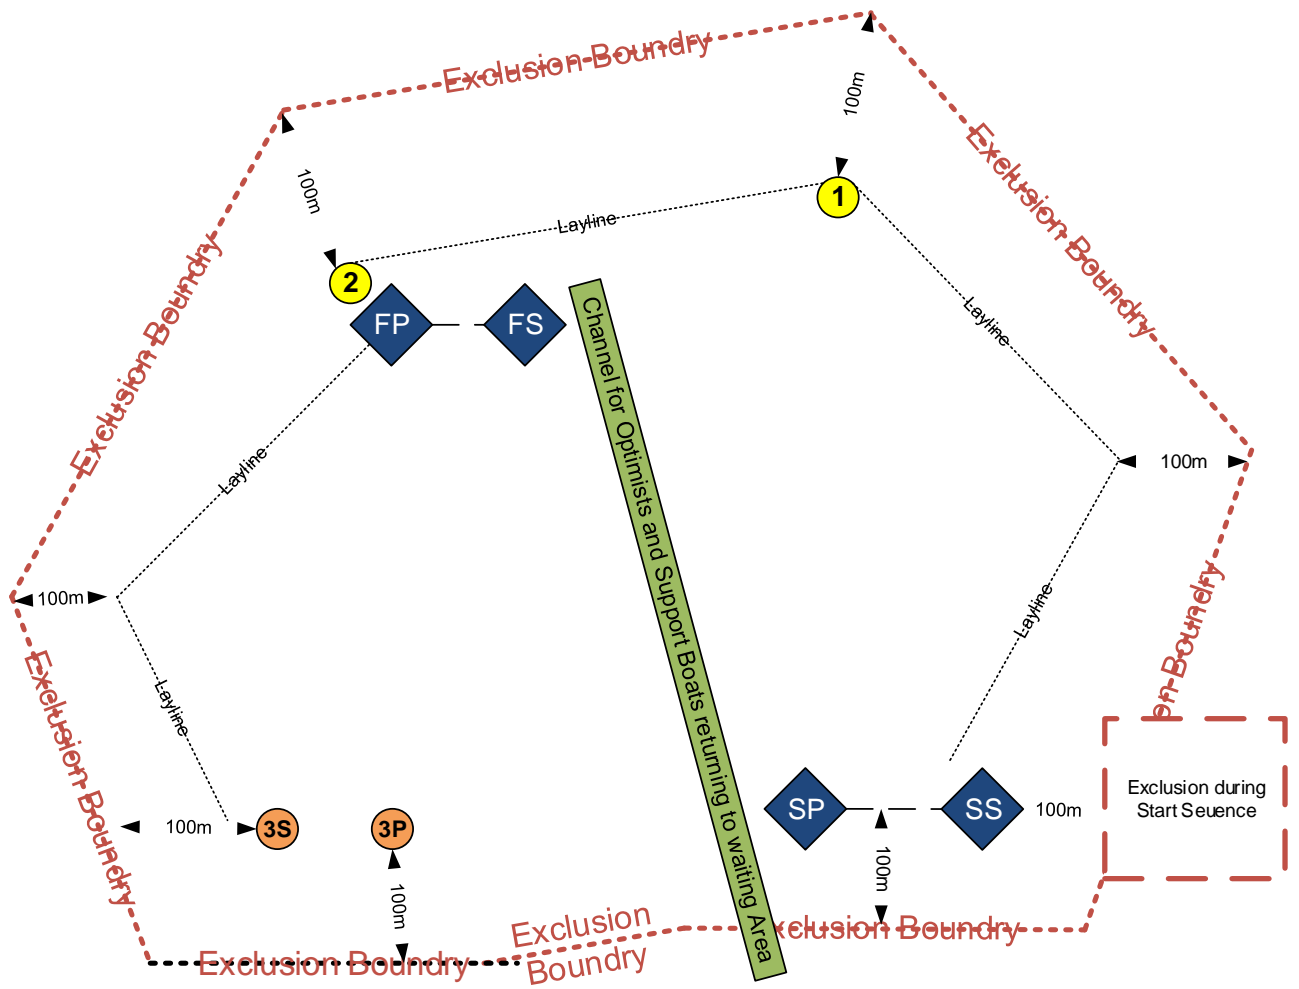 Exclusion Boundry
100m
Exclusion Boundry
100m
1
Layline
2
Exclusion Boundry
FP
FS
Channel for Optimists and Support Boats returning to waiting Area
Layline
100m
Layline
100m
Layline
on Boundry
Exclusion Boundry
Layline
Exclusion during
Start Seuence
SP
SS
100m
100m
3S
3P
100m
100m
Exclusion
Boundry
xclusion Boundry
Exclusion Boundry